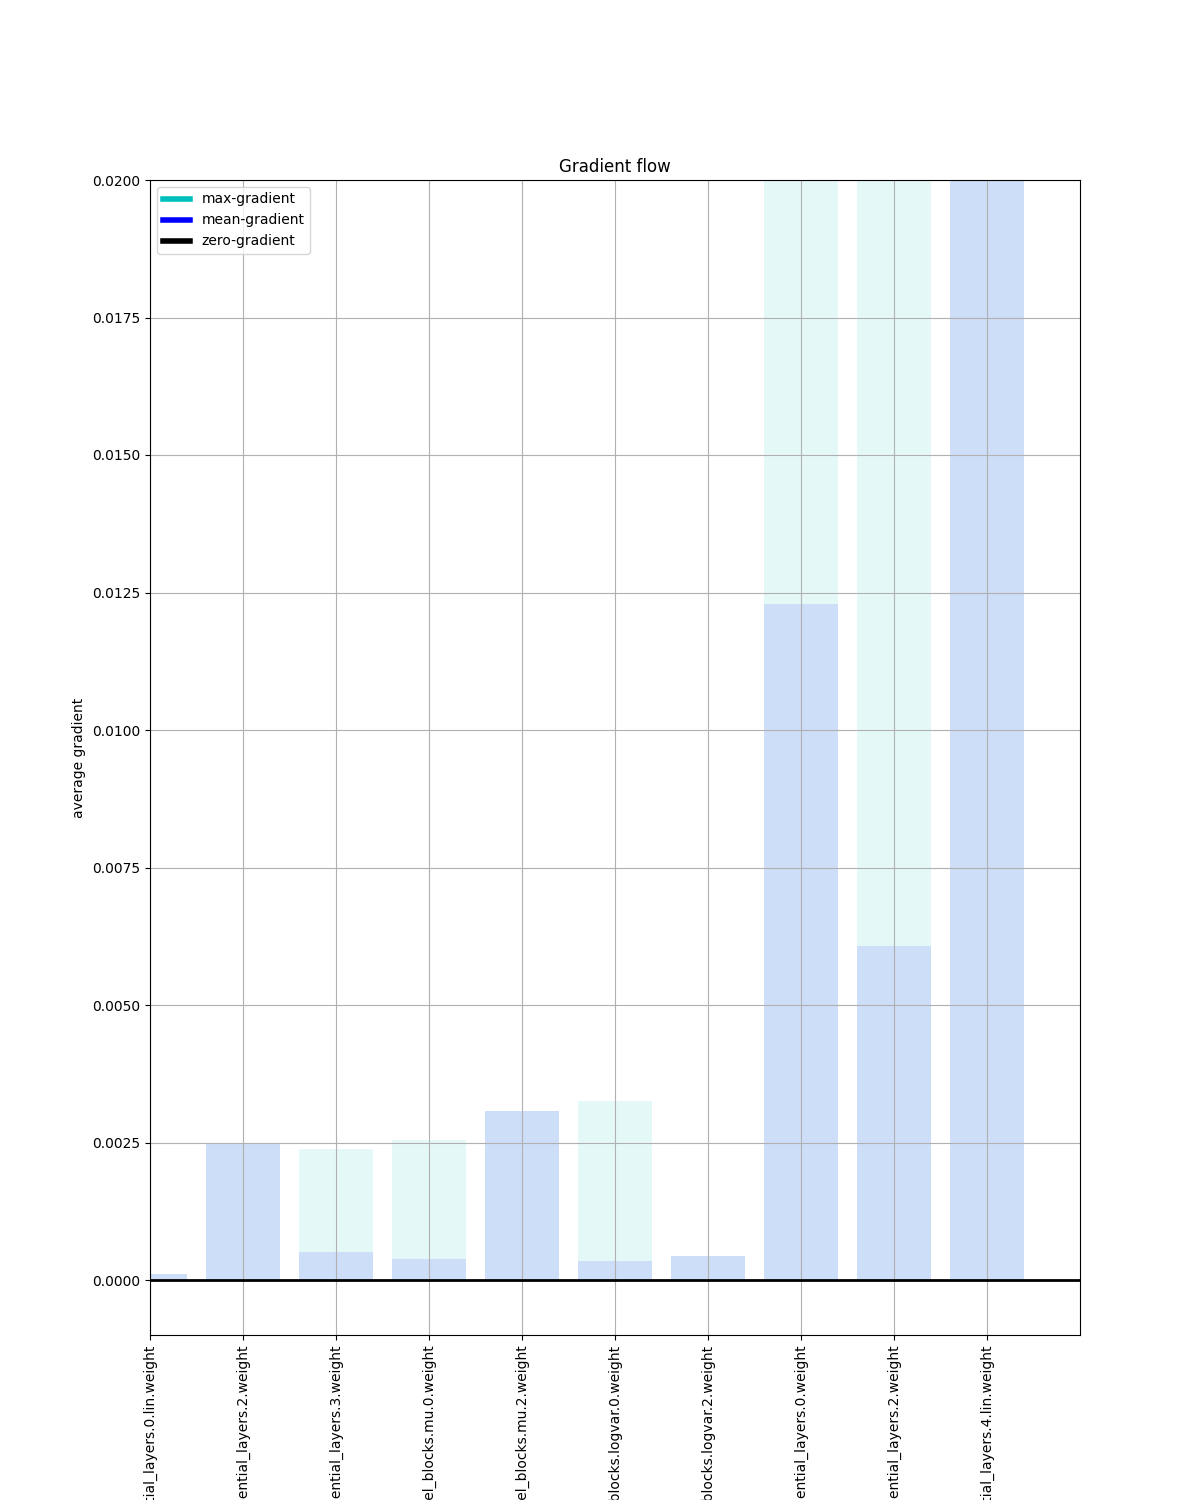 Gradient flow
max-gradient
mean-gradient
zero-gradient
0.0200
0.0175
0.0150
0.0125
0.0100
0.0075
0.0050
0.0025
0.0000
average gradient
tial_layers.0.lin.weight
ential_layers.2.weight
ential_layers.3.weight
el_blocks.mu.0.weight
el_blocks.mu.2.weight
blocks.logvar.0.weight
blocks.logvar.2.weight
ential_layers.0.weight
ential_layers.2.weight
tial_layers.4.lin.weight